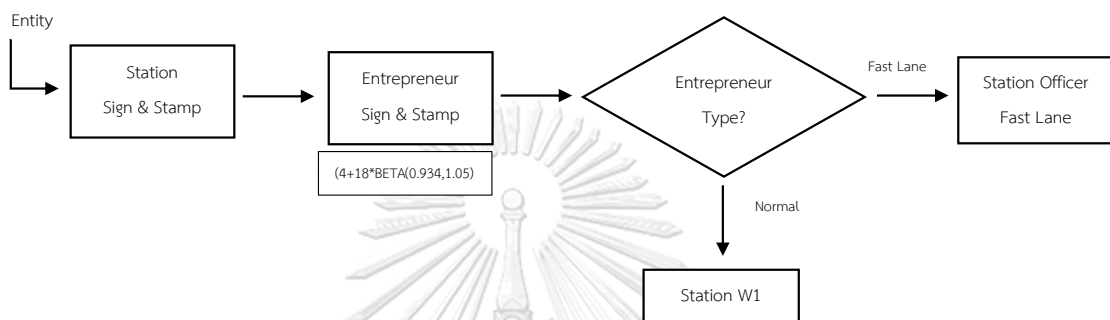 Entity
Station
Sign & Stamp
Entrepreneur
Sign & Stamp
(4+18*BETA(0.934,1.05)
Entrepreneur
Type?
Fast Lane
Station Officer
Fast Lane
Normal
Station W1